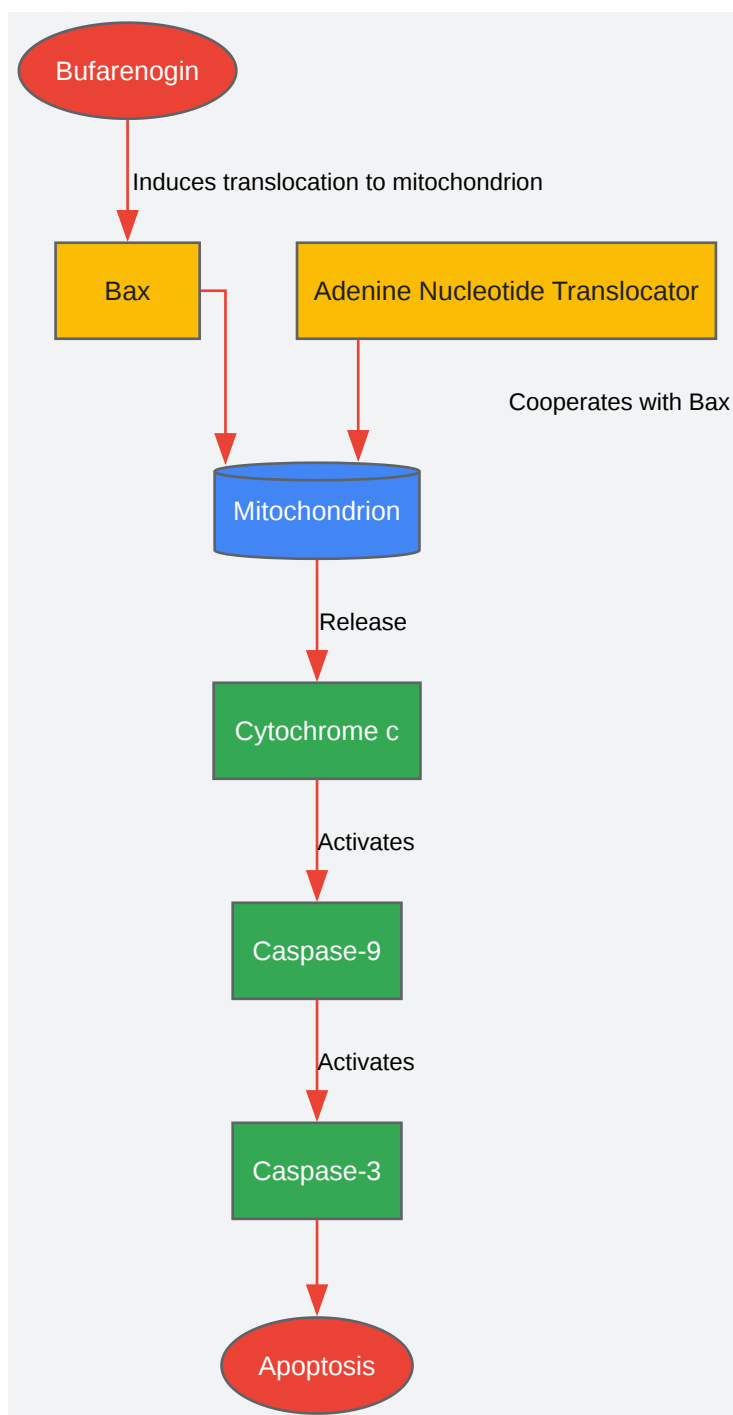 Bufarenogin
Induces translocation to mitochondrion
Bax
Adenine Nucleotide Translocator
Cooperates with Bax
Mitochondrion
Release
Cytochrome c
Activates
Caspase-9
Activates
Caspase-3
Apoptosis